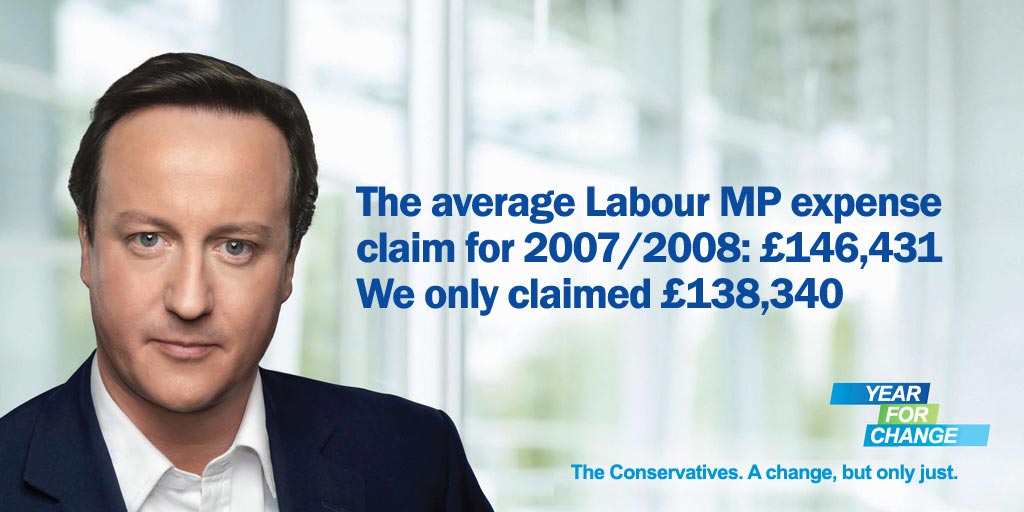 The average Labour MP expense
claim for 2007/2008: £146,431
We only claimed £138,340
YEAR
FOR
CHANGE
The Conservatives. A change, but only just.